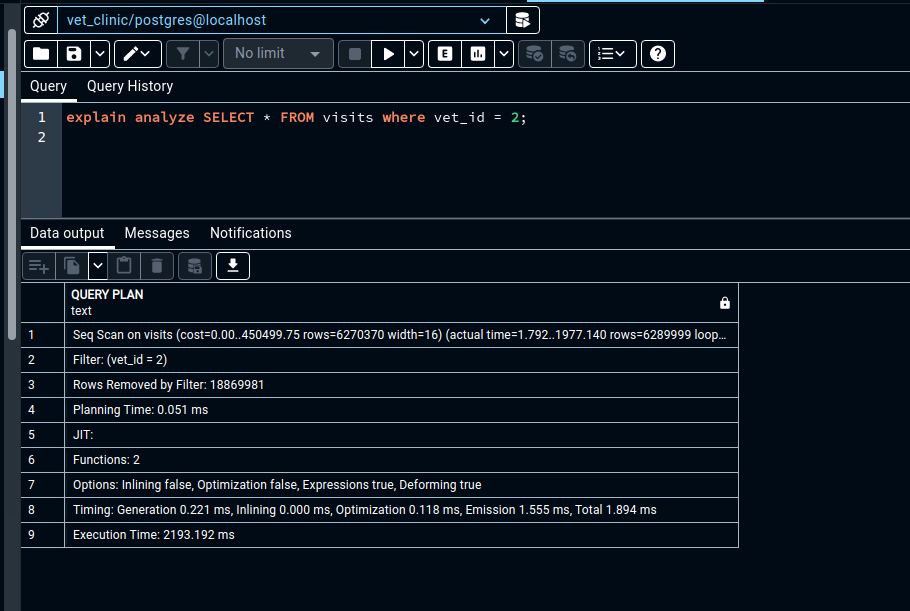 vet_clinic/postgres@localhost
No limit
E
Query Query History
1 explain analyze SELECT * FROM visits where vet_id = 2;
2
Data output Messages Notifications
QUERY PLAN
text
1 Seq Scan on visits (cost=0.00..450499.75 rows=6270370 width=16) (actual time=1.792..1977.140 rows=6289999 loop...
2 Filter: (vet_id = 2)
3 Rows Removed by Filter: 18869981
4 Planning Time: 0.051 ms
5 JIT:
6 Functions: 2
7 Options: Inlining false, Optimization false, Expressions true, Deforming true
8 Timing: Generation 0.221 ms, Inlining 0.000 ms, Optimization 0.118 ms, Emission 1.555 ms, Total 1.894 ms
9 Execution Time: 2193.192 ms